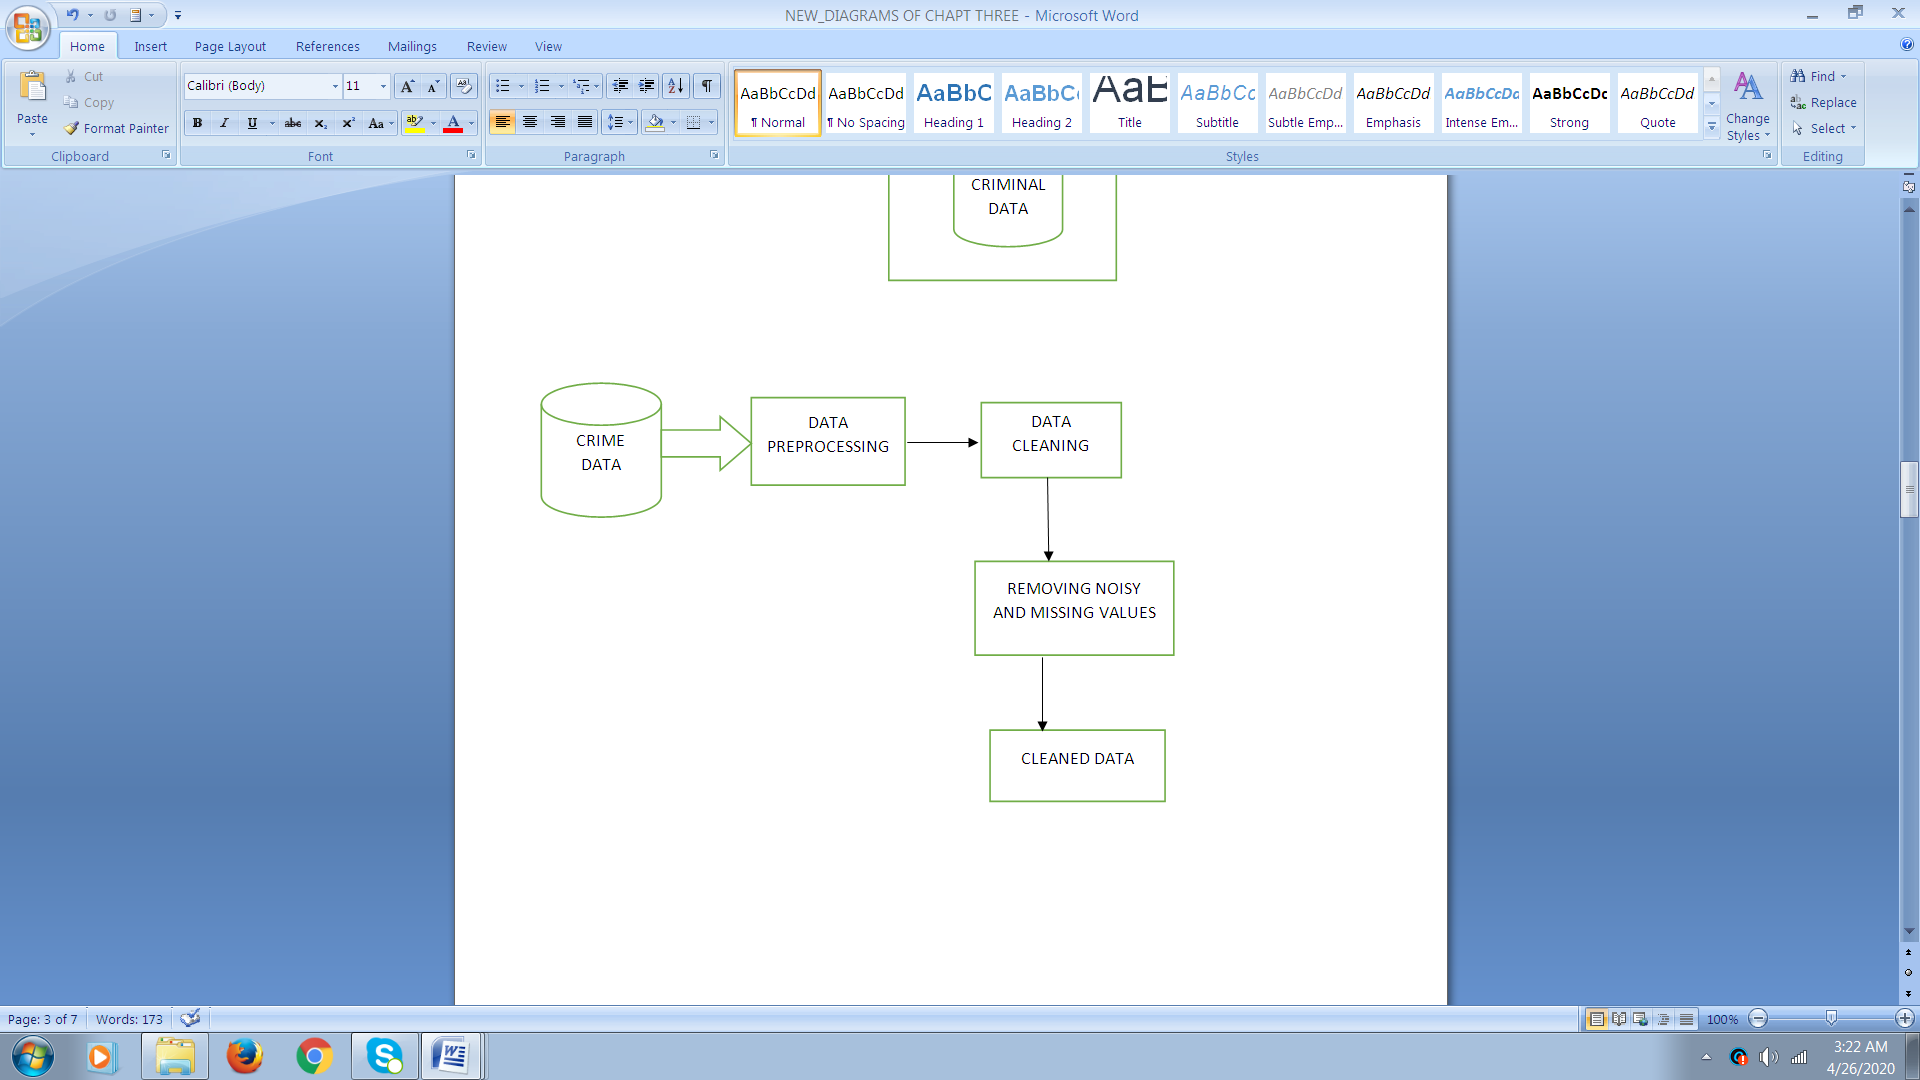 NEW_DIAGRAMS OF CHAPT THREE - Microsoft Word
Home Insert Page Layout References Mailings Review View
Paste
Cut
Copy
Format Painter
Clipboard
Calibri (Body) 11
Font
Paragraph
AaBbCcDd AaBbCcDd AaBbC AaBbC AaB AaBbCc AaBbCcDd AaBbCcDd AaBbCcDd AaBbCcDc AaBbCcDd
¶ Normal ¶ No Spacing Heading 1 Heading 2 Title Subtitle Subtle Emp... Emphasis Intense Em... Strong Quote
Change
Styles
Styles
Find
Replace
Select
Editing
CRIMINAL
DATA
CRIME
DATA
DATA
PREPROCESSING
DATA
CLEANING
REMOVING NOISY
AND MISSING VALUES
CLEANED DATA
Page: 3 of 7 Words: 173
100%
3:22 AM
4/26/2020